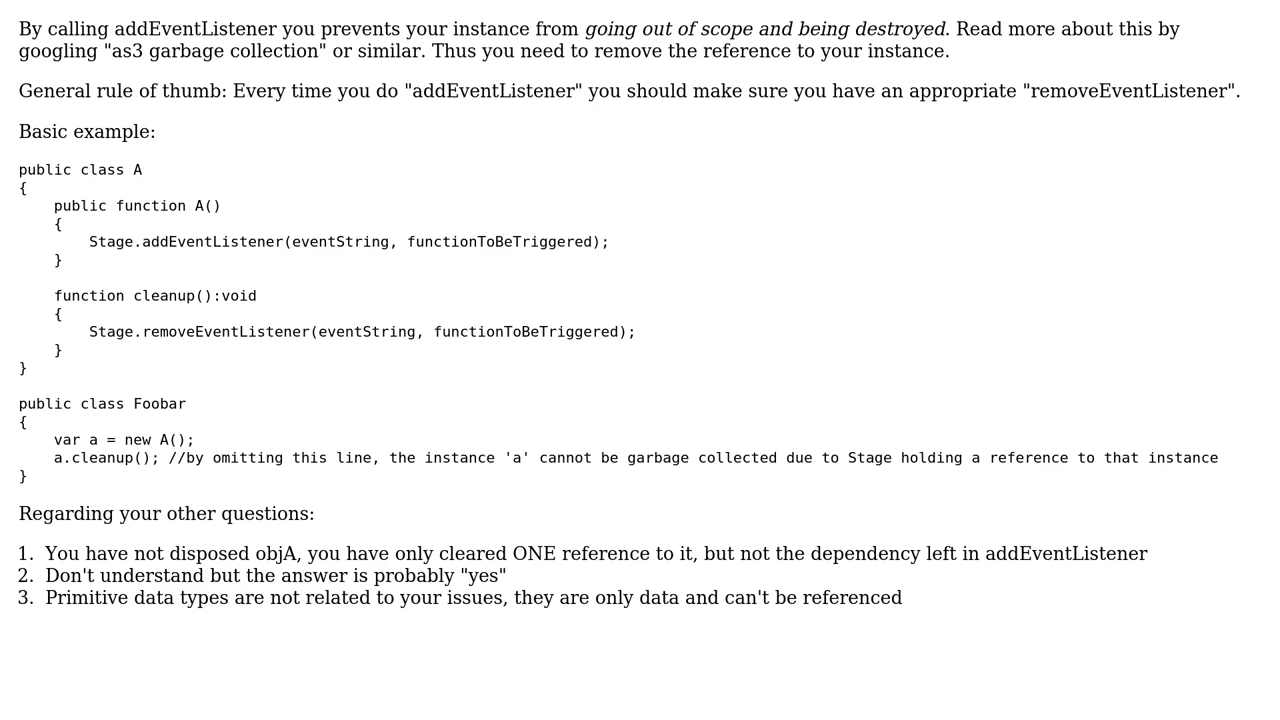 By calling addEventListener you prevents your instance from going out of scope and being destroyed. Read more about this by
googling "as3 garbage collection" or similar. Thus you need to remove the reference to your instance.
General rule of thumb: Every time you do "addEventListener" you should make sure you have an appropriate "removeEventListener".
Basic example:
public class A
{
    public function A()
    {
        Stage.addEventListener(eventString, functionToBeTriggered);
    }

    function cleanup():void
    {
        Stage.removeEventListener(eventString, functionToBeTriggered);
    }
}

public class Foobar
{
    var a = new A();
    a.cleanup(); //by omitting this line, the instance 'a' cannot be garbage collected due to Stage holding a reference to that instance
}
Regarding your other questions:
1. You have not disposed objA, you have only cleared ONE reference to it, but not the dependency left in addEventListener
2. Don't understand but the answer is probably "yes"
3. Primitive data types are not related to your issues, they are only data and can't be referenced